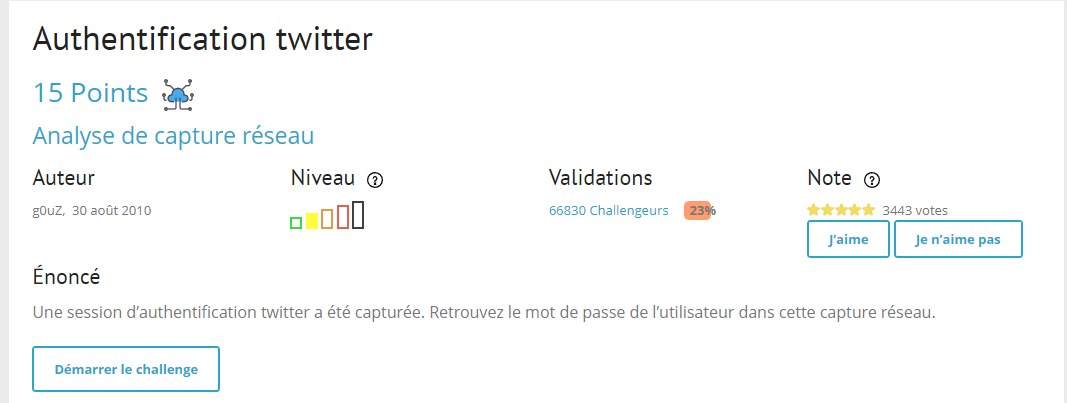 Authentification twitter
15 Points
Analyse de capture réseau
Auteur
Niveau ?
Validations
Note ?
g0uZ, 30 août 2010
66830 Challengeurs 23%
3443 votes
J’aime
Je n’aime pas
Énoncé
Une session d’authentification twitter a été capturée. Retrouvez le mot de passe de l’utilisateur dans cette capture réseau.
Démarrer le challenge